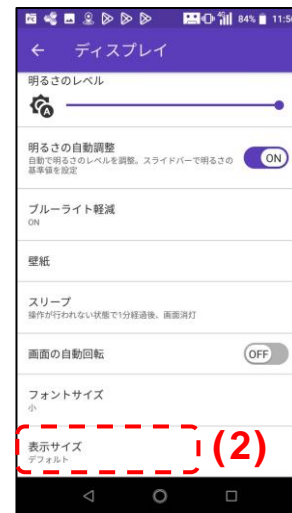 84% 11:50
ディスプレイ
明るさのレベル
A
明るさの自動調整
自動で明るさのレベルを調整。スライドバーで明るさの
基準値を設定
ON
ブルーライト軽減
ON
壁紙
スリープ
操作が行われない状態で1分経過後、画面消灯
画面の自動回転
OFF
フォントサイズ
小
表示サイズ
デフォルト
(2)